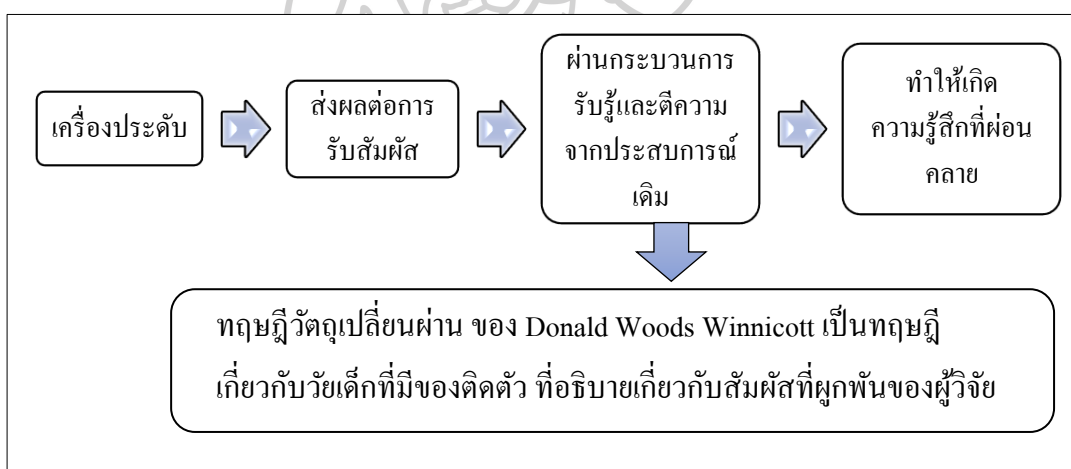 เครื่องประดับ
ส่งผลต่อการ
รับสัมผัส
ผ่านกระบวนการ
รับรู้และตีความ
จากประสบการณ์
เดิม
ทำให้เกิด
ความรู้สึกที่ผ่อน
คลาย
ทฤษฎีวัตถุเปลี่ยนผ่าน ของ Donald Woods Winnicott เป็นทฤษฎี
เกี่ยวกับวัยเด็กที่มีของติดตัว ที่อธิบายเกี่ยวกับสัมผัสที่ผูกพันของผู้วิจัย